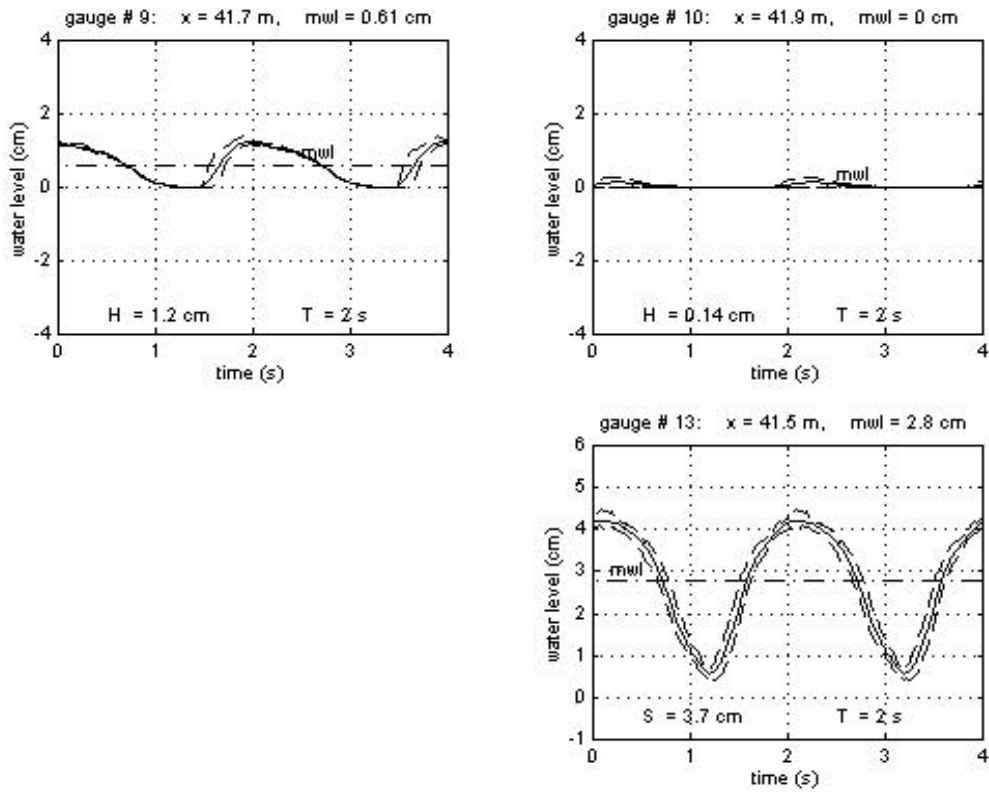 gauge # 9: x = 41.7 m, mwl = 0.61 cm
4
2
0
-2
-4
water level (cm)
mwl
H = 1.2 cm T = 2 s
0 1 2 3 4
time (s)
gauge # 10: x = 41.9 m, mwl = 0 cm
4
2
0
-2
-4
water level (cm)
mwl
H = 0.14 cm T = 2 s
0 1 2 3 4
time (s)
gauge # 13: x = 41.5 m, mwl = 2.8 cm
6
5
4
3
2
1
0
-1
water level (cm)
mwl
S = 3.7 cm T = 2 s
0 1 2 3 4
time (s)